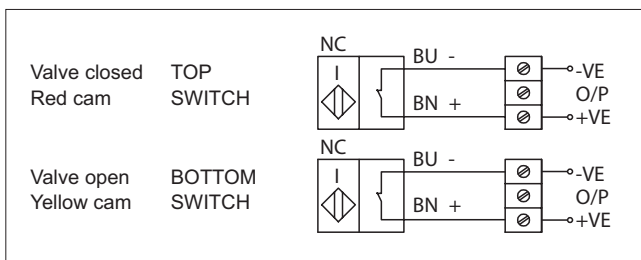 NC
Valve closed TOP BU - -VE
Red cam SWITCH I O/P
BN + +VE
NC
Valve open BOTTOM BU - -VE
Yellow cam SWITCH I O/P
BN + +VE